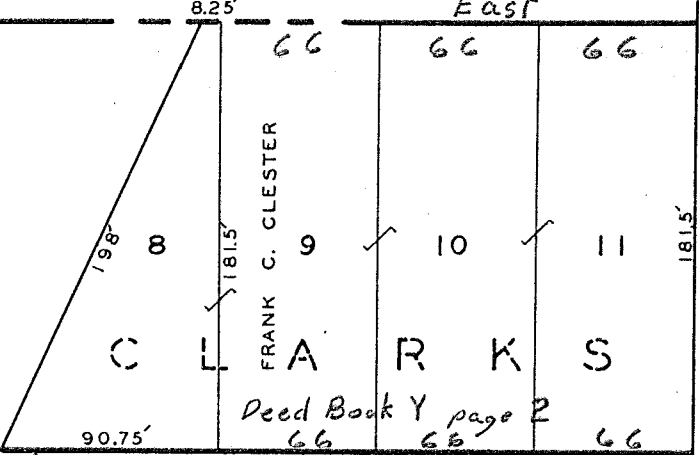 8.25' East
66 66 66
FRANK C. CLESTER
198' 8 181.5' 9 10 11 181.5'
CLARKS
Deed Book Y page 2
90.75' 66 66 66